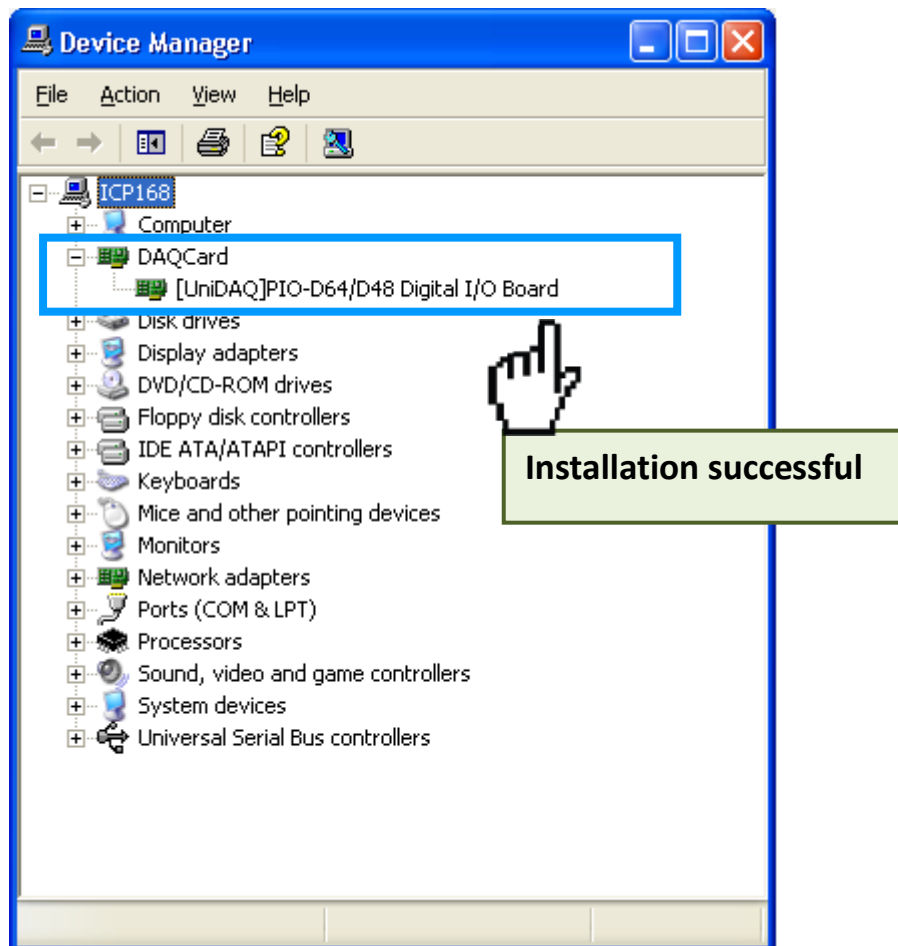 Device Manager
File Action View Help
ICP168
Computer
DAQCard
[UniDAQ]PIO-D64/D48 Digital I/O Board
Disk drives
Display adapters
DVD/CD-ROM drives
Floppy disk controllers
IDE ATA/ATAPI controllers
Installation successful
Keyboards
Mice and other pointing devices
Monitors
Network adapters
Ports (COM & LPT)
Processors
Sound, video and game controllers
System devices
Universal Serial Bus controllers